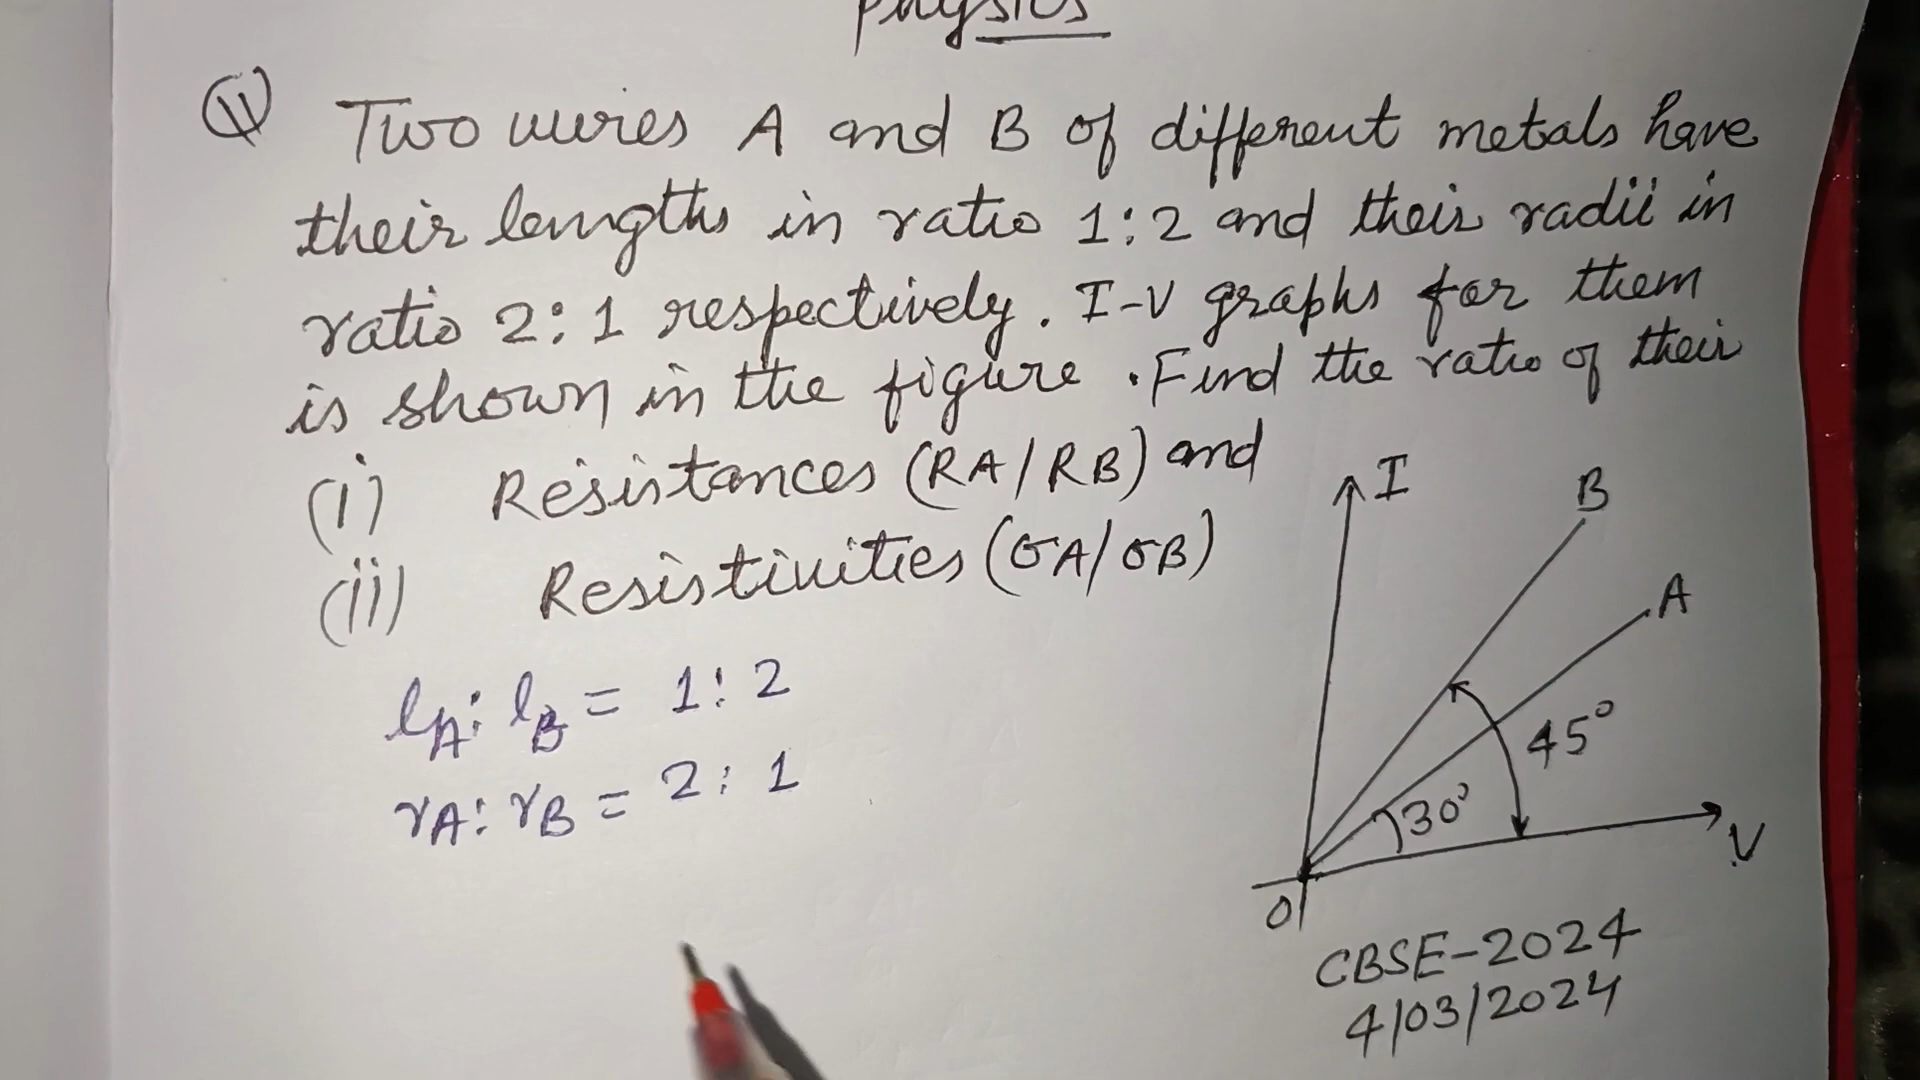 Physics
11 Two wires A and B of different metals have
their lengths in ratio 1:2 and their radii in
ratio 2:1 respectively. I-V graphs for them
is shown in the figure. Find the ratio of their
(i) Resistances (RA/RB) and
(ii) Resistivities (σA/σB)
lA: lB = 1:2
rA: rB = 2:1
I
B
A
45°
30°
V
O
CBSE-2024
4/03/2024